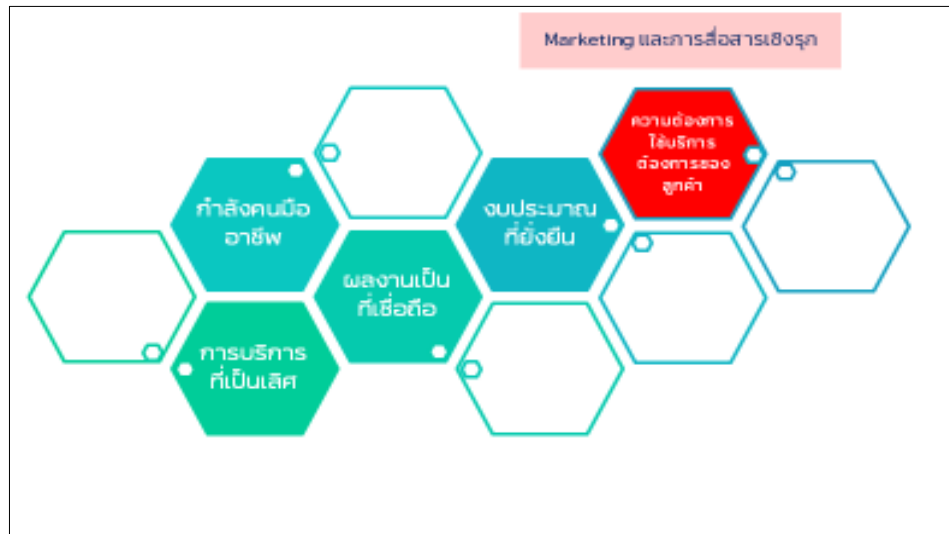 Marketing และการสื่อสารเชิงรุก
ความต้องการ
ใช้บริการ
ต้องการของ
ลูกค้า
กำลังคนมือ
อาชีพ
งบประมาณ
ที่ยั่งยืน
ผลงานเป็น
ที่เชื่อถือ
การบริการ
ที่เป็นเลิศ